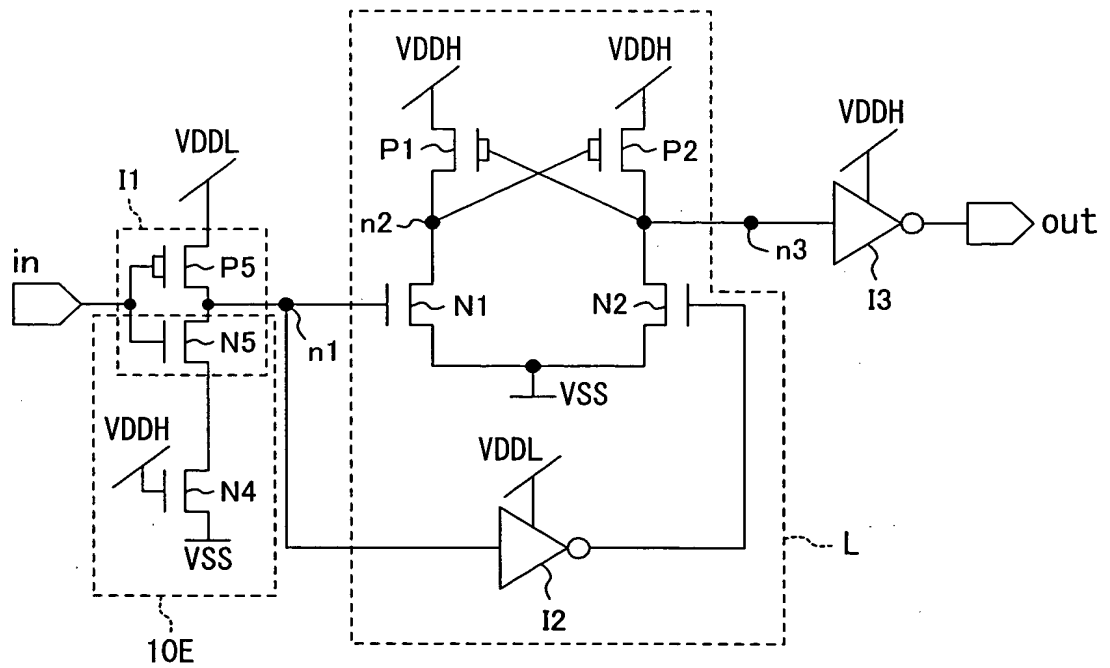 VDDH
VDDH
P1
P2
VDDH
VDDL
I1
n2
n3
out
I3
in
P5
N1
N2
n1
N5
VSS
VDDH
VDDL
N4
VSS
L
I2
10E